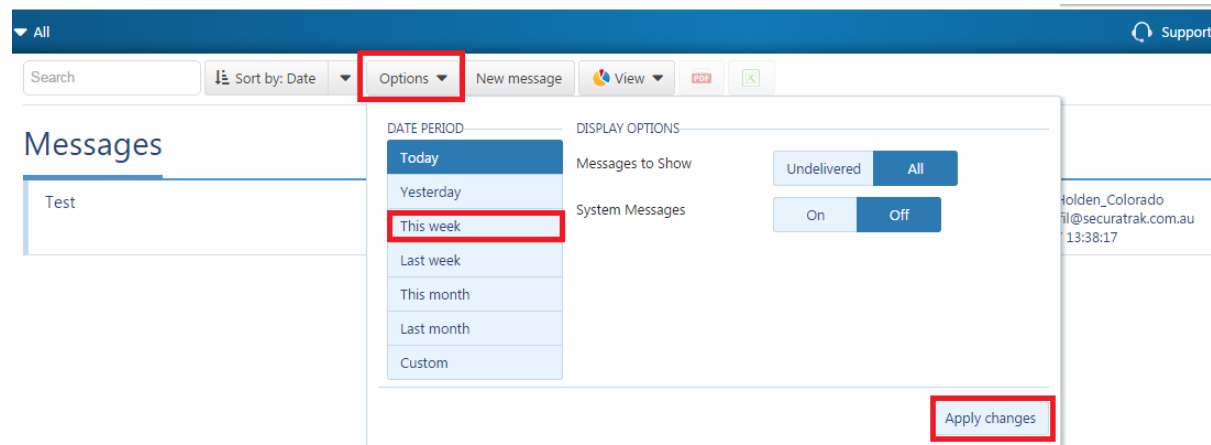 All
Support
Search
Sort by: Date
Options
New message
View
PDF
Messages
DATE PERIOD
Today
Yesterday
This week
Last week
This month
Last month
Custom
DISPLAY OPTIONS
Messages to Show
Undelivered
All
System Messages
On
Off
Test
Holden_Colorado
fil@securatrak.com.au
13:38:17
Apply changes